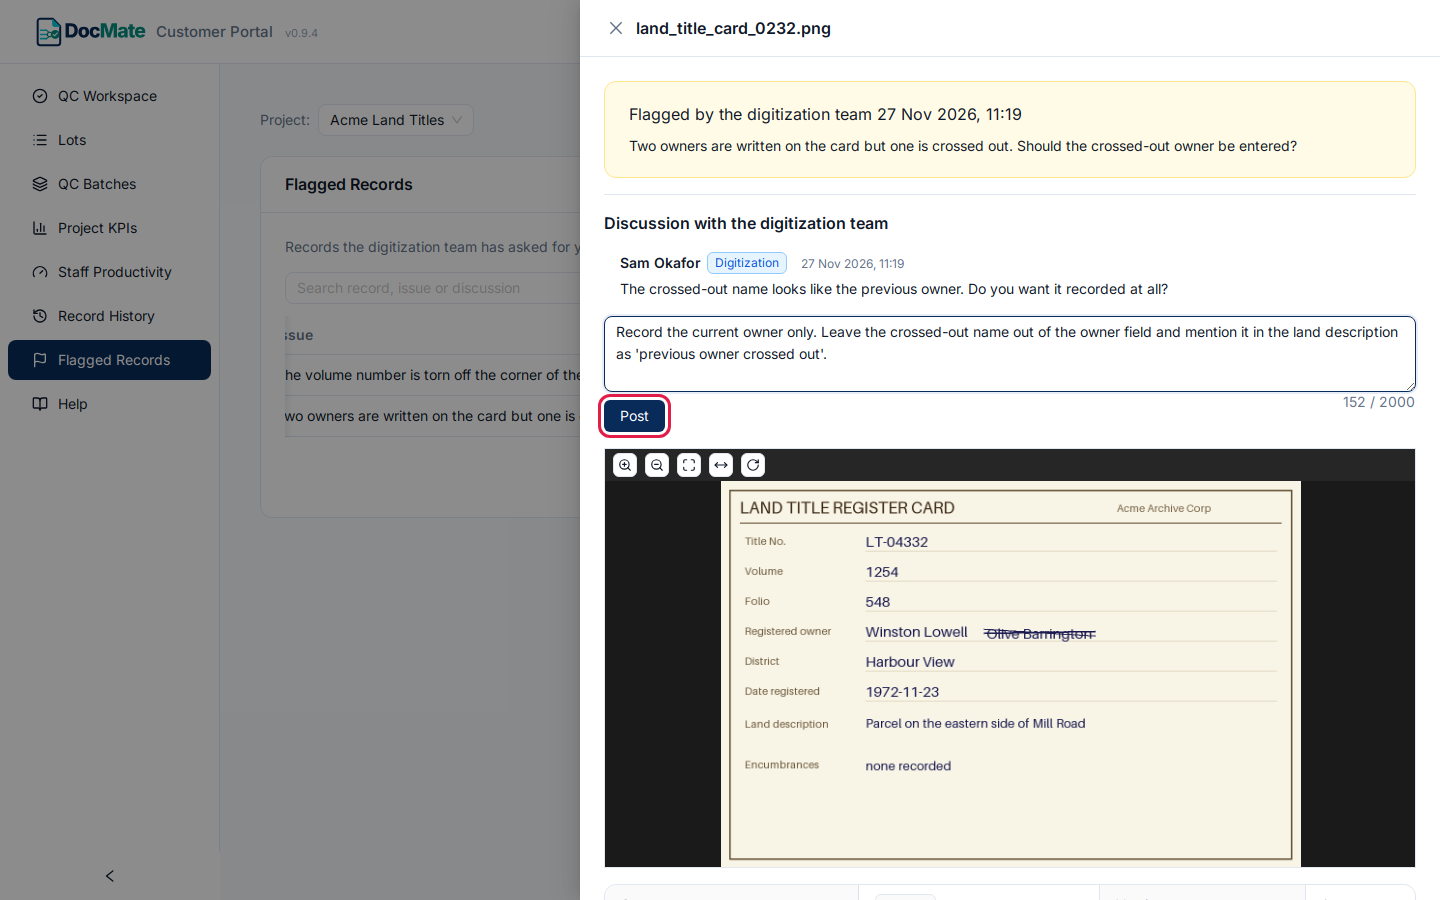 DocMate Customer Portal v0.9.4
QC Workspace
Lots
QC Batches
Project KPIs
Staff Productivity
Record History
Flagged Records
Help
Project: Acme Land Titles
Flagged Records
Records the digitization team has asked for y
Search record, issue or discussion
ssue
he volume number is torn off the corner of the
wo owners are written on the card but one is
land_title_card_0232.png
Flagged by the digitization team 27 Nov 2026, 11:19
Two owners are written on the card but one is crossed out. Should the crossed-out owner be entered?
Discussion with the digitization team
Sam Okafor Digitization 27 Nov 2026, 11:19
The crossed-out name looks like the previous owner. Do you want it recorded at all?
Record the current owner only. Leave the crossed-out name out of the owner field and mention it in the land description
as 'previous owner crossed out'.
152 / 2000
Post
LAND TITLE REGISTER CARD Acme Archive Corp
Title No. LT-04332
Volume 1254
Folio 548
Registered owner Winston Lowell Olive Barrington
District Harbour View
Date registered 1972-11-23
Land description Parcel on the eastern side of Mill Road
Encumbrances none recorded